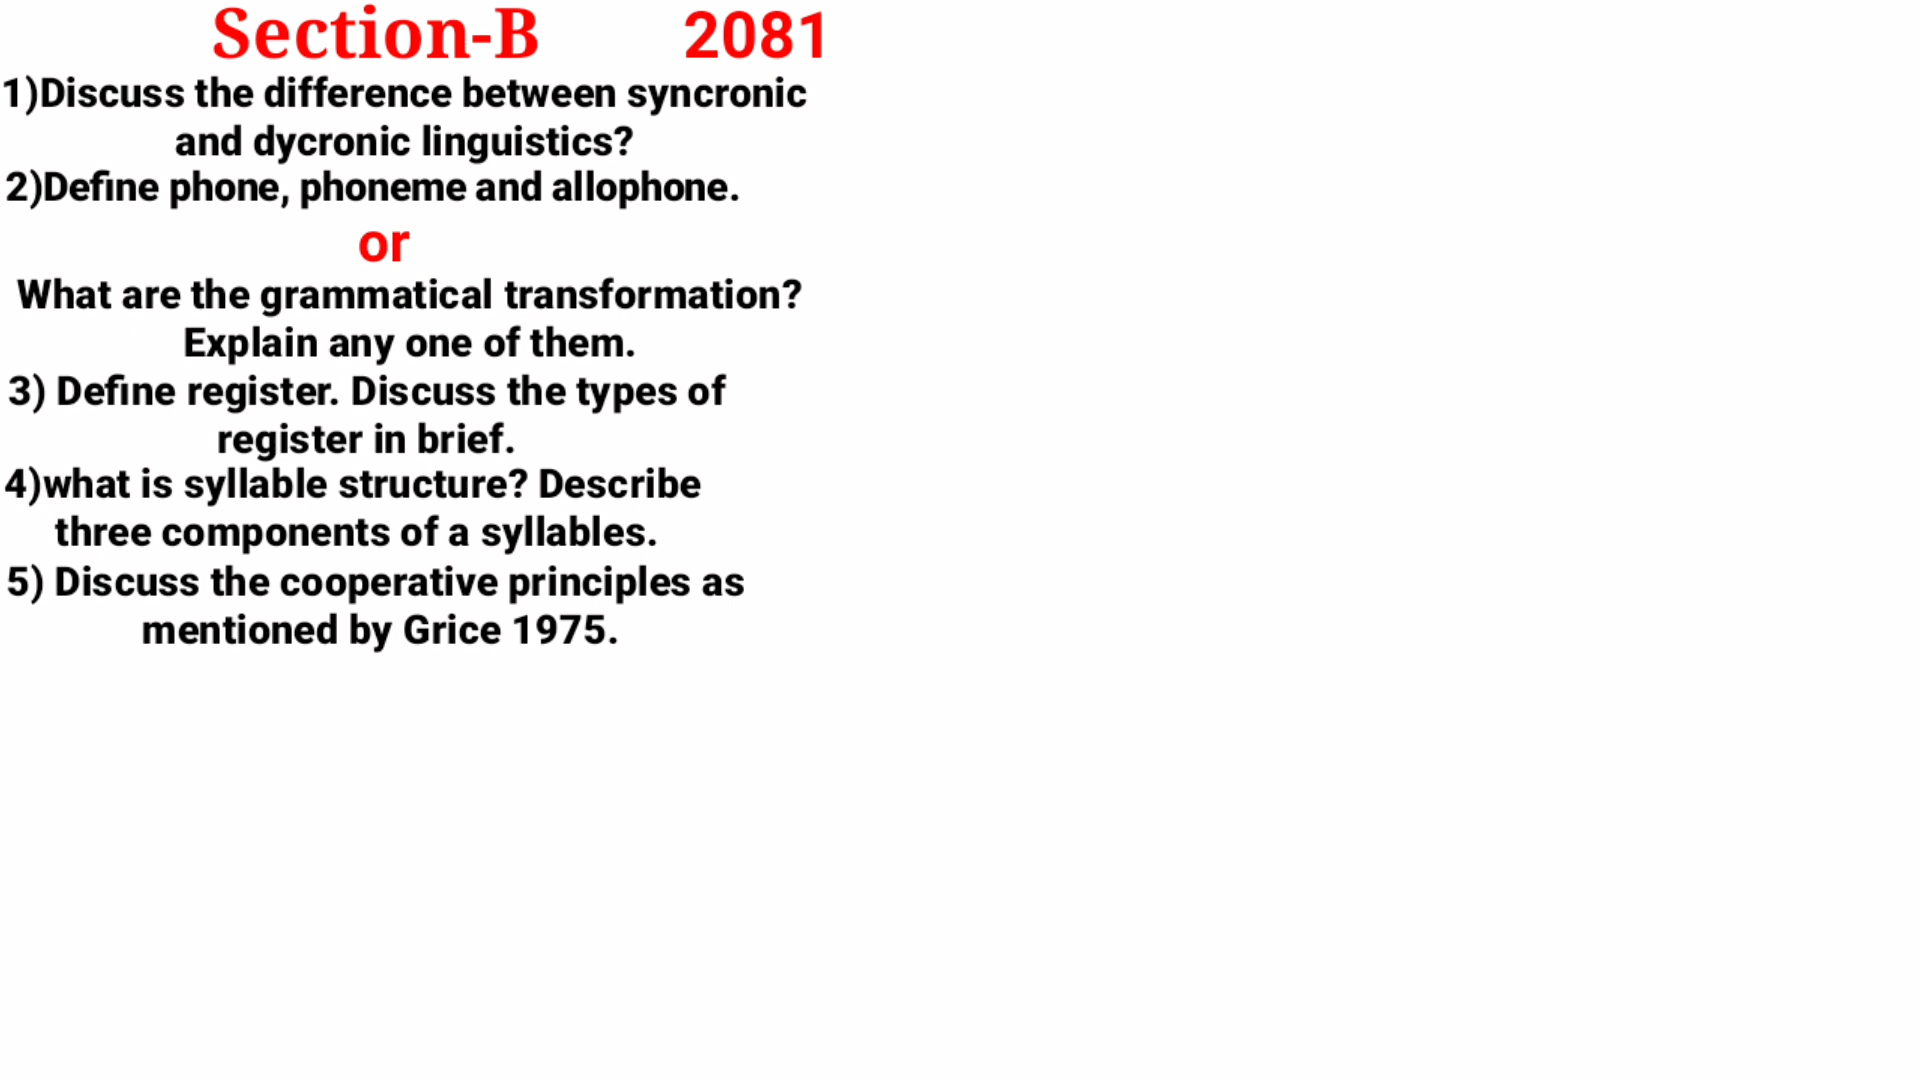 Section-B 2081
1)Discuss the difference between syncronic
and dycronic linguistics?
2)Define phone, phoneme and allophone.
or
What are the grammatical transformation?
Explain any one of them.
3) Define register. Discuss the types of
register in brief.
4)what is syllable structure? Describe
three components of a syllables.
5) Discuss the cooperative principles as
mentioned by Grice 1975.